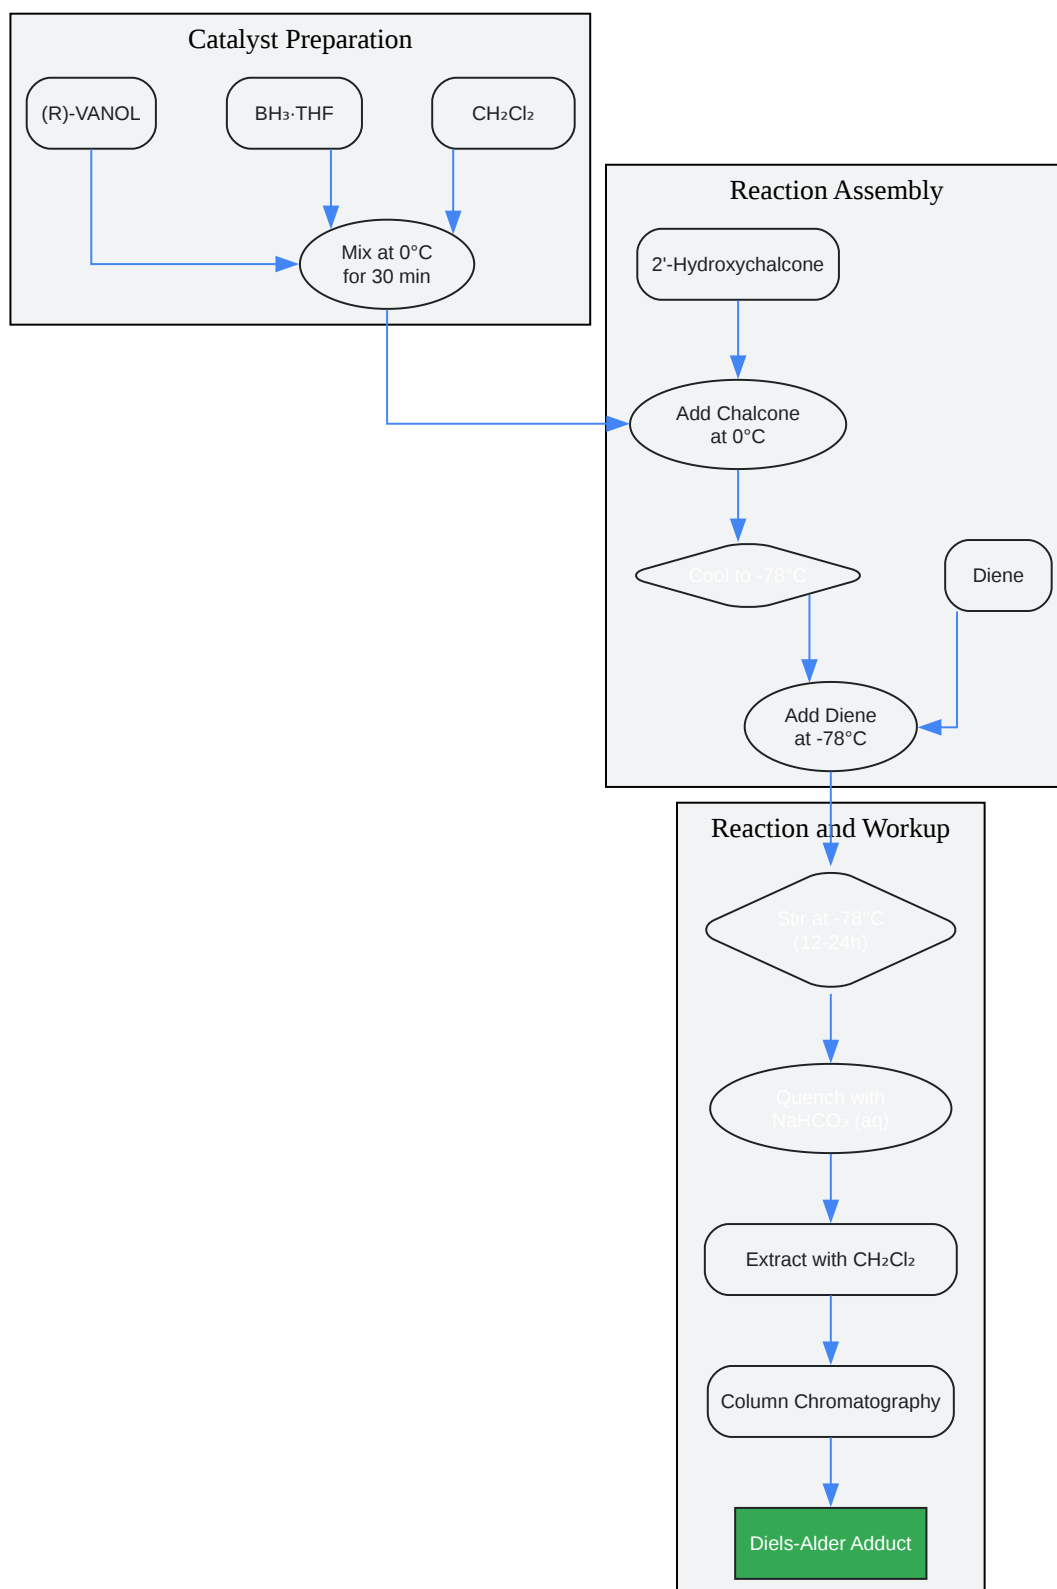 Catalyst Preparation
(R)-VANOL
BH₃·THF
CH₂Cl₂
Mix at 0°C
for 30 min
Reaction Assembly
2'-Hydroxychalcone
Add Chalcone
at 0°C
Cool to -78°C
Diene
Add Diene
at -78°C
Reaction and Workup
Stir at -78°C
(12-24h)
Quench with
NaHCO₃ (aq)
Extract with CH₂Cl₂
Column Chromatography
Diels-Alder Adduct